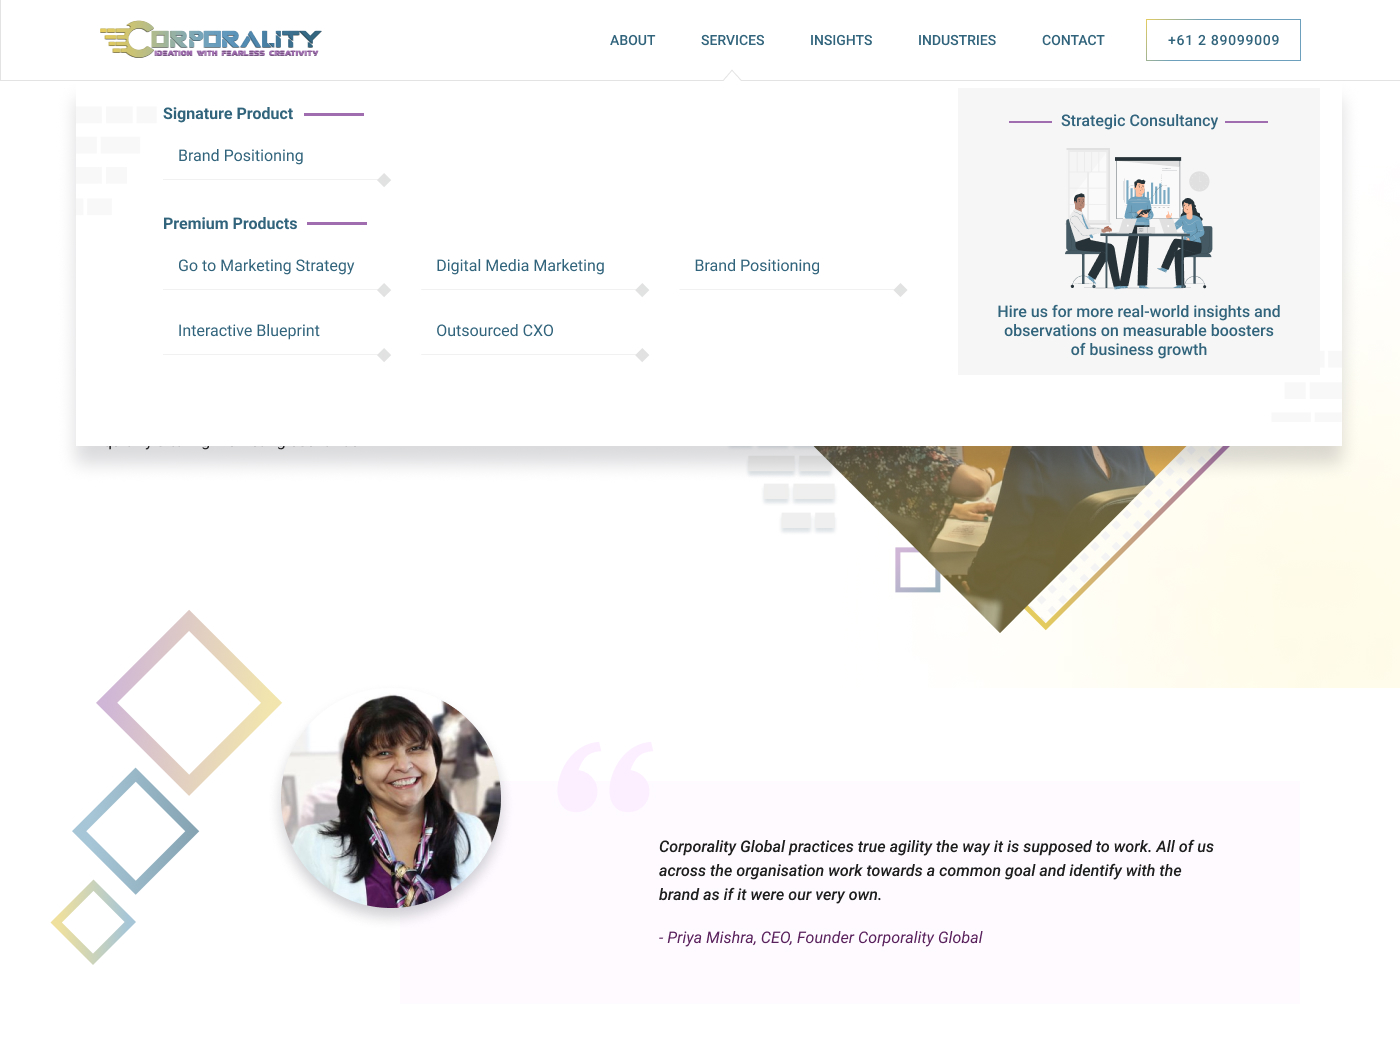 CORPORALITY
IDEATION WITH FEARLESS CREATIVITY
ABOUT
SERVICES
INSIGHTS
INDUSTRIES
CONTACT
+61 2 89099009
Signature Product
Brand Positioning
Premium Products
Go to Marketing Strategy
Digital Media Marketing
Brand Positioning
Interactive Blueprint
Outsourced CXO
Strategic Consultancy
Hire us for more real-world insights and
observations on measurable boosters
of business growth
Corporality Global practices true agility the way it is supposed to work. All of us
across the organisation work towards a common goal and identify with the
brand as if it were our very own.
- Priya Mishra, CEO, Founder Corporality Global